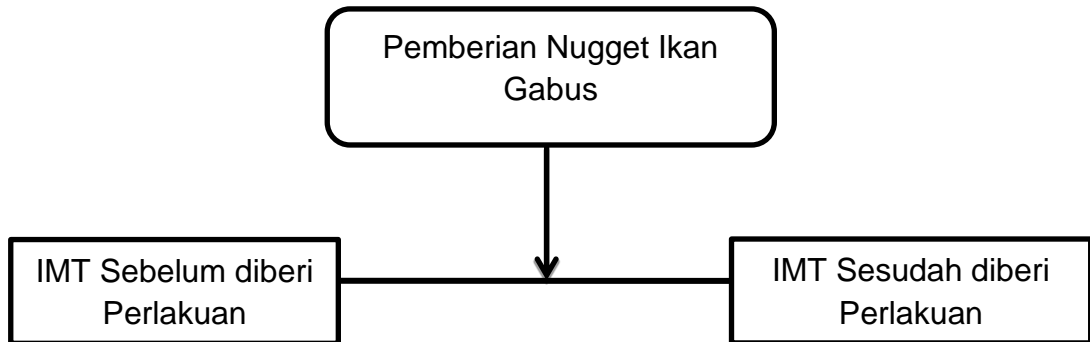 Pemberian Nugget Ikan
Gabus
IMT Sebelum diberi
Perlakuan
IMT Sesudah diberi
Perlakuan